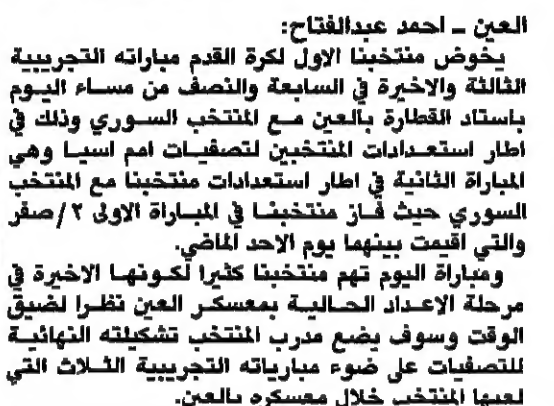 العين ـ احمد عبدالفتاح:
يخوض منتخبنا الاول لكرة القدم مباراته التجريبية
الثالثة والاخيرة في السابعة والنصف من مساء اليوم
باستاد القطارة بالعين مع المنتخب السوري وذلك في
اطار استعدادات المنتخبين لتصفيات امم اسيا وهي
المباراة الثانية في اطار استعدادات منتخبنا مع المنتخب
السوري حيث فاز منتخبنا في المباراة الاولى ٢/صفر
والتي اقيمت بينهما يوم الاحد الماضي.
ومباراة اليوم تهم منتخبنا كثيرا لكونها الاخيرة في
مرحلة الاعداد الحالية بمعسكر العين نظرا لضيق
الوقت وسوف يضع مدرب المنتخب تشكيلته النهائية
للتصفيات على ضوء مبارياته التجريبية الثلاث التي
لعبها المنتخب خلال معسكره بالعين.